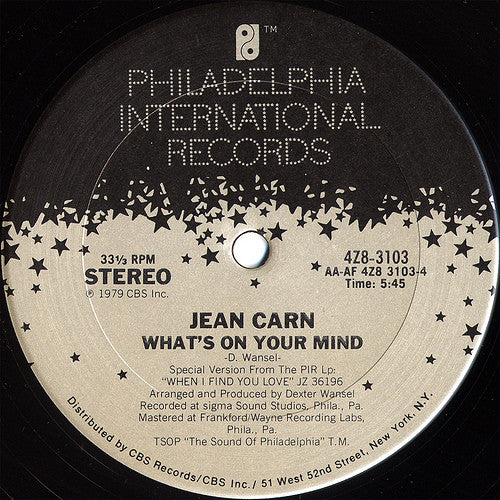 TM
PHILADELPHIA
INTERNATIONAL
RECORDS
33⅓ RPM
STEREO
℗ 1979 CBS Inc.
4Z8-3103
AA-AF 4Z8 3103-4
Time: 5:45
JEAN CARN
WHAT'S ON YOUR MIND
-D. Wansel-
Special Version From The PIR Lp:
"WHEN I FIND YOU LOVE" JZ 36196
Arranged and Produced by Dexter Wansel
Recorded at sigma Sound Studios, Phila., Pa.
Mastered at Frankford/Wayne Recording Labs,
Phila., Pa.
TSOP "The Sound Of Philadelphia" T.M.
Distributed by CBS Records/CBS Inc./ 51 West 52nd Street, New York, N.Y.